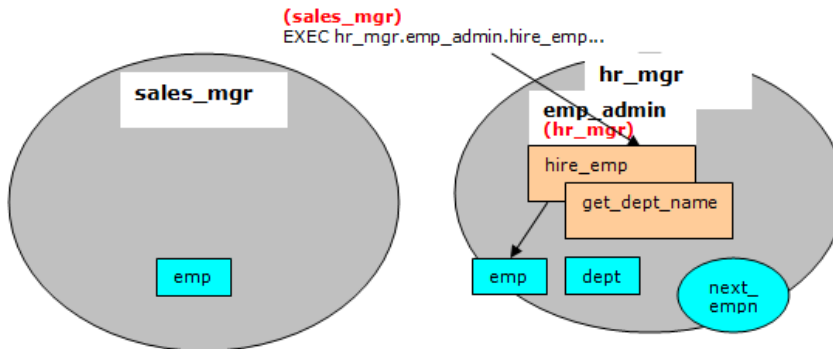 (sales_mgr)
EXEC hr_mgr.emp_admin.hire_emp...
hr_mgr
sales_mgr
emp_admin
(hr_mgr)
hire_emp
get_dept_name
emp
emp
dept
next_
empn